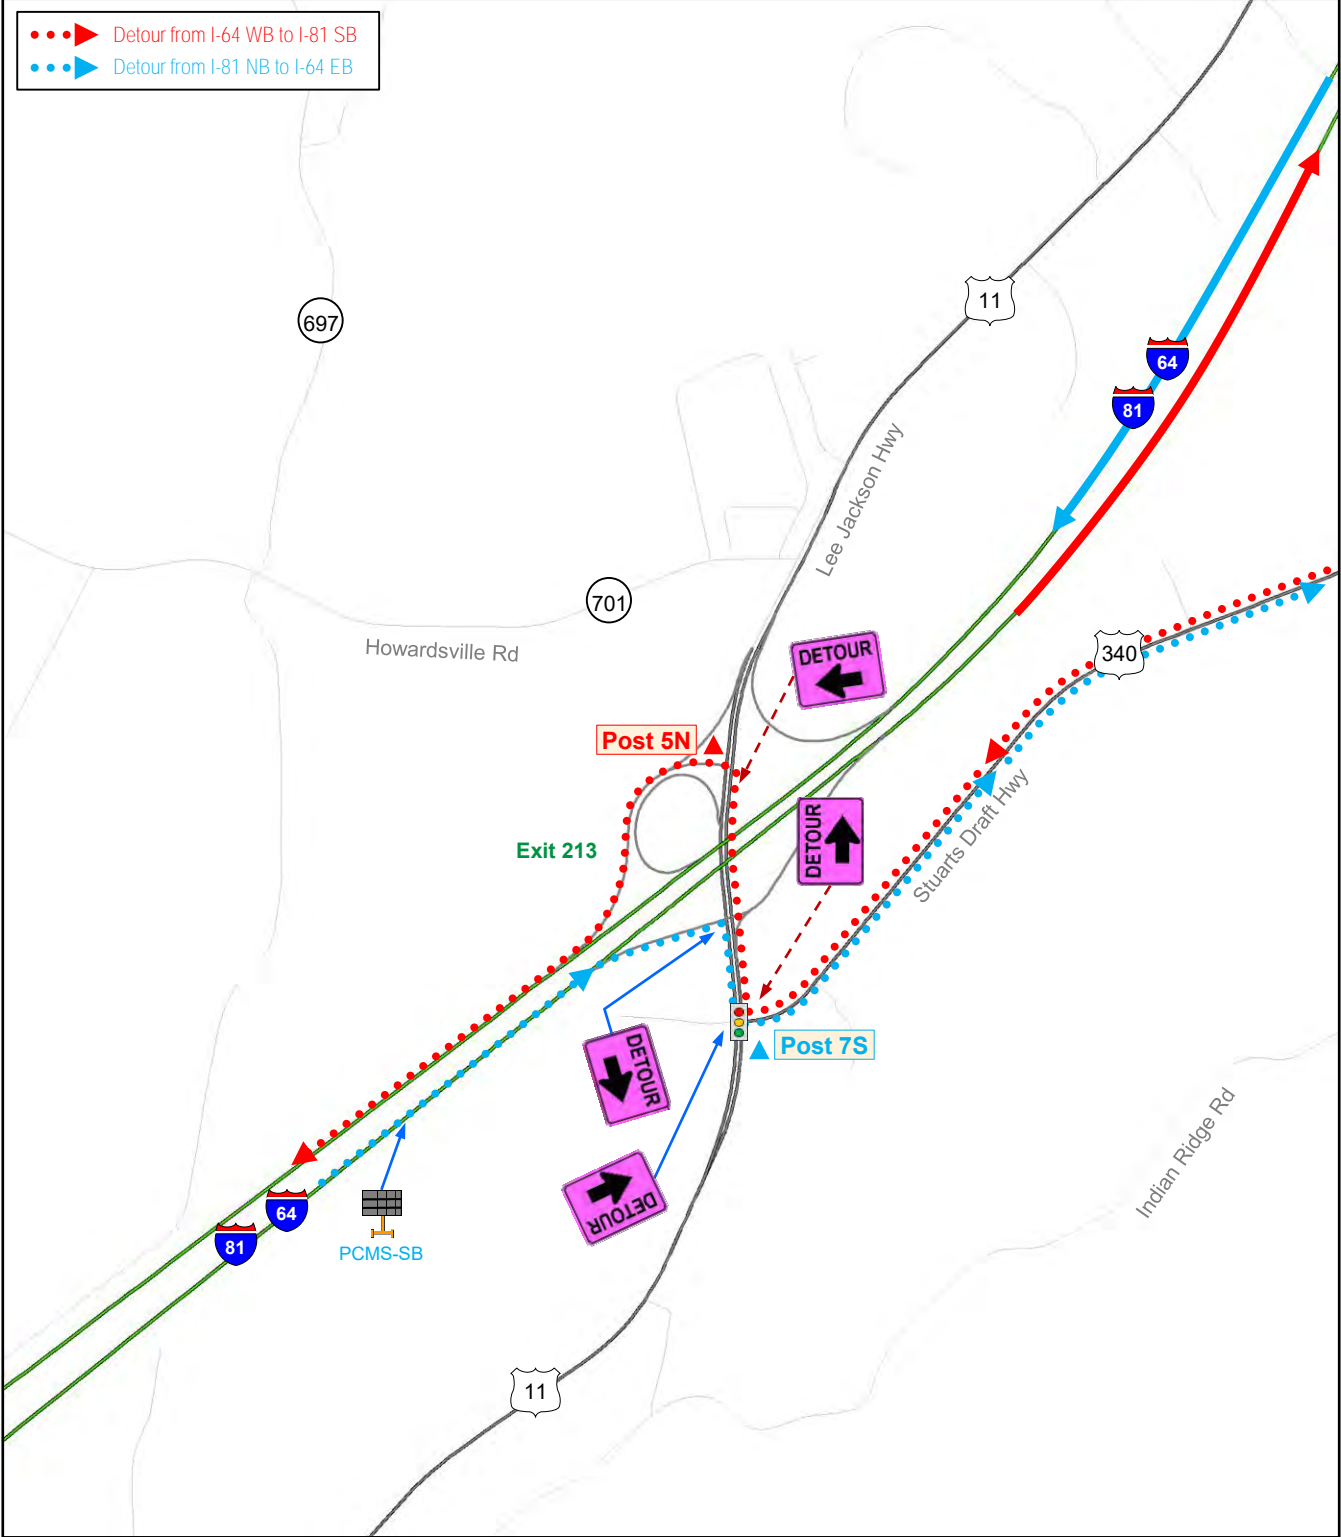 Detour from I-64 WB to I-81 SB
Detour from I-81 NB to I-64 EB
11
697
64
81
Lee Jackson Hwy
701
Howardsville Rd
DETOUR
340
Post 5N
DETOUR
Stuarts Draft Hwy
Exit 213
DETOUR
Post 7S
DETOUR
Indian Ridge Rd
64
81
PCMS-SB
11